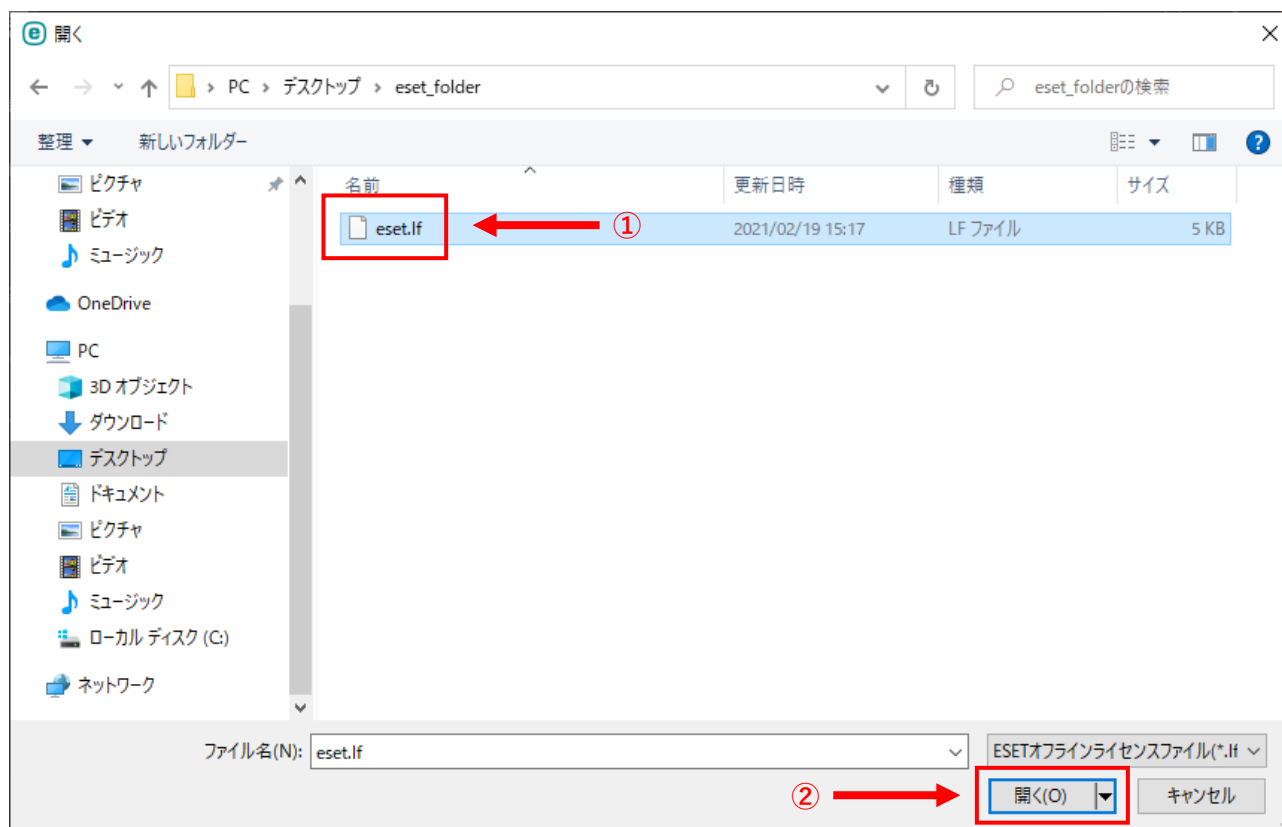 開く
PC › デスクトップ › eset_folder
eset_folderの検索
整理
新しいフォルダー
ピクチャ
ビデオ
ミュージック
OneDrive
PC
3D オブジェクト
ダウンロード
デスクトップ
ドキュメント
ピクチャ
ビデオ
ミュージック
ローカル ディスク (C:)
ネットワーク
名前 更新日時 種類 サイズ
eset.lf ① 2021/02/19 15:17 LF ファイル 5 KB
ファイル名(N): eset.lf ESETオフラインライセンスファイル(*.lf
② 開く(O) キャンセル